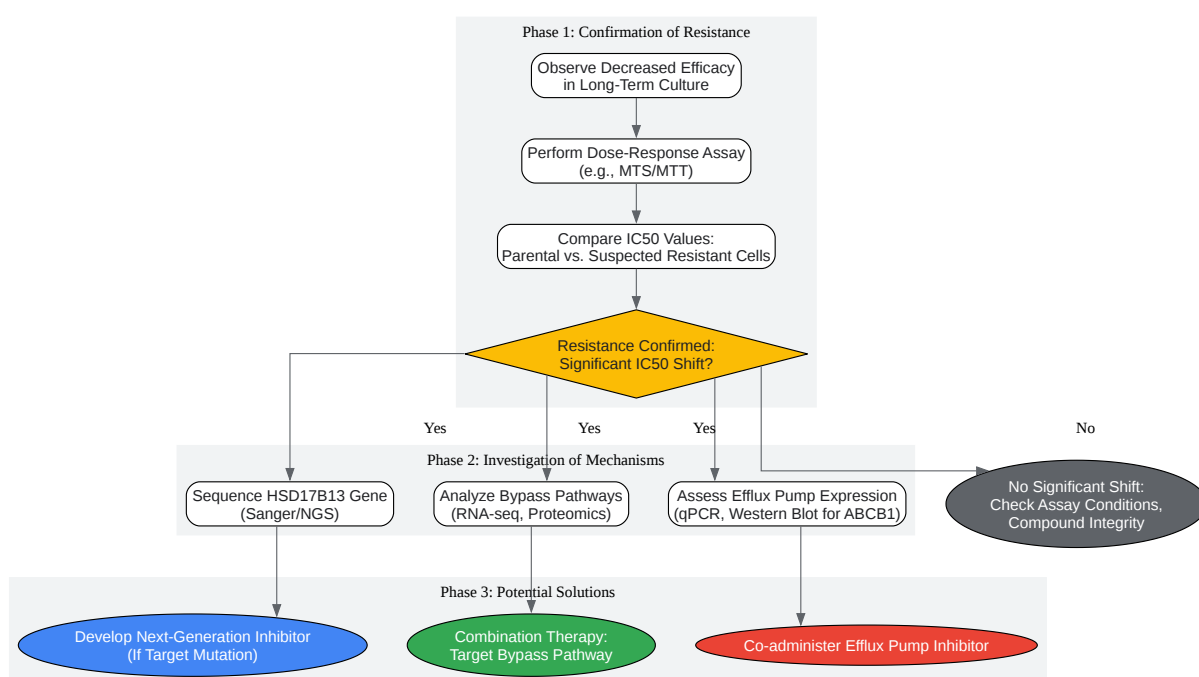 Phase 1: Confirmation of Resistance
Observe Decreased Efficacy
in Long-Term Culture
Perform Dose-Response Assay
(e.g., MTS/MTT)
Compare IC50 Values:
Parental vs. Suspected Resistant Cells
Resistance Confirmed:
Significant IC50 Shift?
Yes
Yes
Yes
No
Phase 2: Investigation of Mechanisms
Sequence HSD17B13 Gene
(Sanger/NGS)
Analyze Bypass Pathways
(RNA-seq, Proteomics)
Assess Efflux Pump Expression
(qPCR, Western Blot for ABCB1)
No Significant Shift:
Check Assay Conditions,
Compound Integrity
Phase 3: Potential Solutions
Develop Next-Generation Inhibitor
(If Target Mutation)
Combination Therapy:
Target Bypass Pathway
Co-administer Efflux Pump Inhibitor